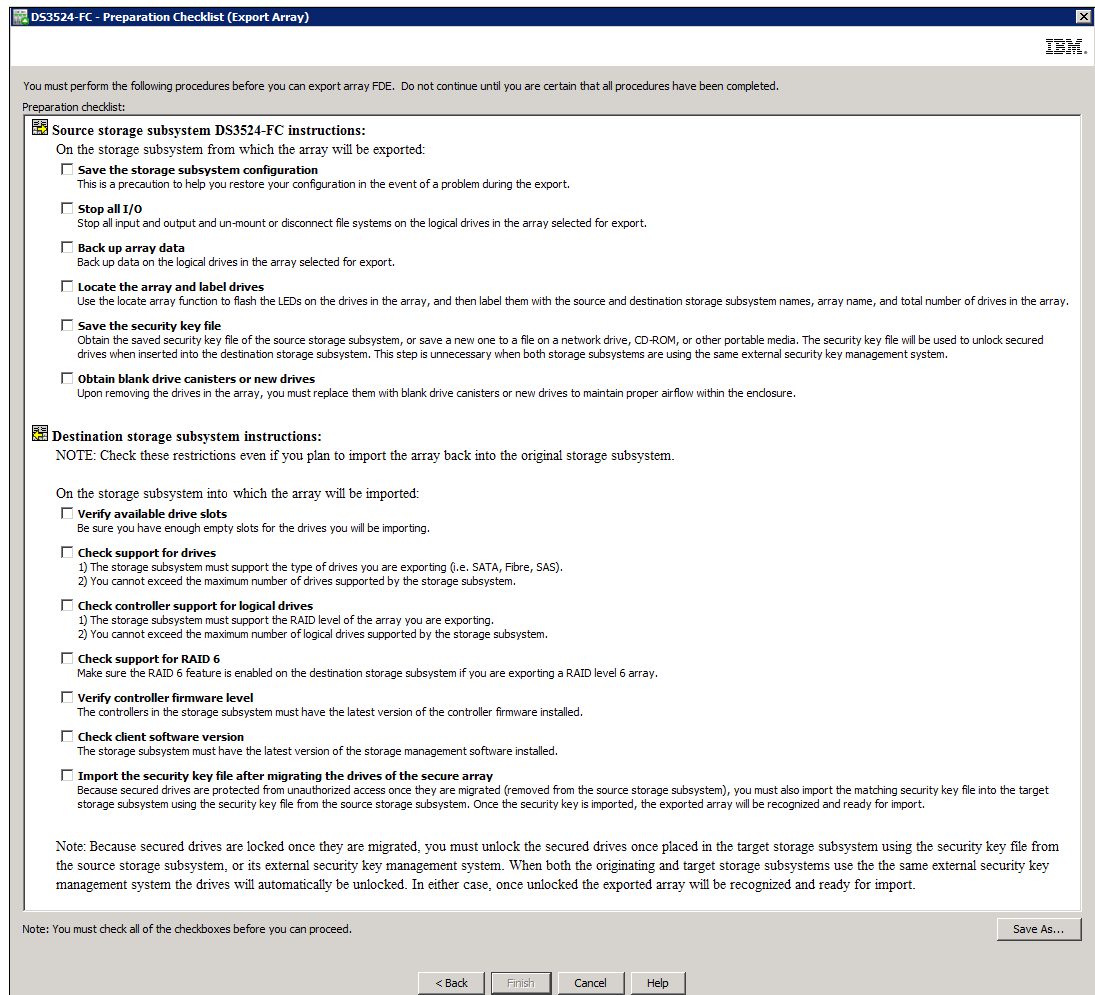 DS3524-FC - Preparation Checklist (Export Array)
IBM.
You must perform the following procedures before you can export array FDE. Do not continue until you are certain that all procedures have been completed.
Preparation checklist:
Source storage subsystem DS3524-FC instructions:
On the storage subsystem from which the array will be exported:
Save the storage subsystem configuration
This is a precaution to help you restore your configuration in the event of a problem during the export.
Stop all I/O
Stop all input and output and un-mount or disconnect file systems on the logical drives in the array selected for export.
Back up array data
Back up data on the logical drives in the array selected for export.
Locate the array and label drives
Use the locate array function to flash the LEDs on the drives in the array, and then label them with the source and destination storage subsystem names, array name, and total number of drives in the array.
Save the security key file
Obtain the saved security key file of the source storage subsystem, or save a new one to a file on a network drive, CD-ROM, or other portable media. The security key file will be used to unlock secured
drives when inserted into the destination storage subsystem. This step is unnecessary when both storage subsystems are using the same external security key management system.
Obtain blank drive canisters or new drives
Upon removing the drives in the array, you must replace them with blank drive canisters or new drives to maintain proper airflow within the enclosure.
Destination storage subsystem instructions:
NOTE: Check these restrictions even if you plan to import the array back into the original storage subsystem.
On the storage subsystem into which the array will be imported:
Verify available drive slots
Be sure you have enough empty slots for the drives you will be importing.
Check support for drives
1) The storage subsystem must support the type of drives you are exporting (i.e. SATA, Fibre, SAS).
2) You cannot exceed the maximum number of drives supported by the storage subsystem.
Check controller support for logical drives
1) The storage subsystem must support the RAID level of the array you are exporting.
2) You cannot exceed the maximum number of logical drives supported by the storage subsystem.
Check support for RAID 6
Make sure the RAID 6 feature is enabled on the destination storage subsystem if you are exporting a RAID level 6 array.
Verify controller firmware level
The controllers in the storage subsystem must have the latest version of the controller firmware installed.
Check client software version
The storage subsystem must have the latest version of the storage management software installed.
Import the security key file after migrating the drives of the secure array
Because secured drives are protected from unauthorized access once they are migrated (removed from the source storage subsystem), you must also import the matching security key file into the target
storage subsystem using the security key file from the source storage subsystem. Once the security key is imported, the exported array will be recognized and ready for import.
Note: Because secured drives are locked once they are migrated, you must unlock the secured drives once placed in the target storage subsystem using the security key file from
the source storage subsystem, or its external security key management system. When both the originating and target storage subsystems use the the same external security key
management system the drives will automatically be unlocked. In either case, once unlocked the exported array will be recognized and ready for import.
Note: You must check all of the checkboxes before you can proceed.
Save As...
< Back
Finish
Cancel
Help